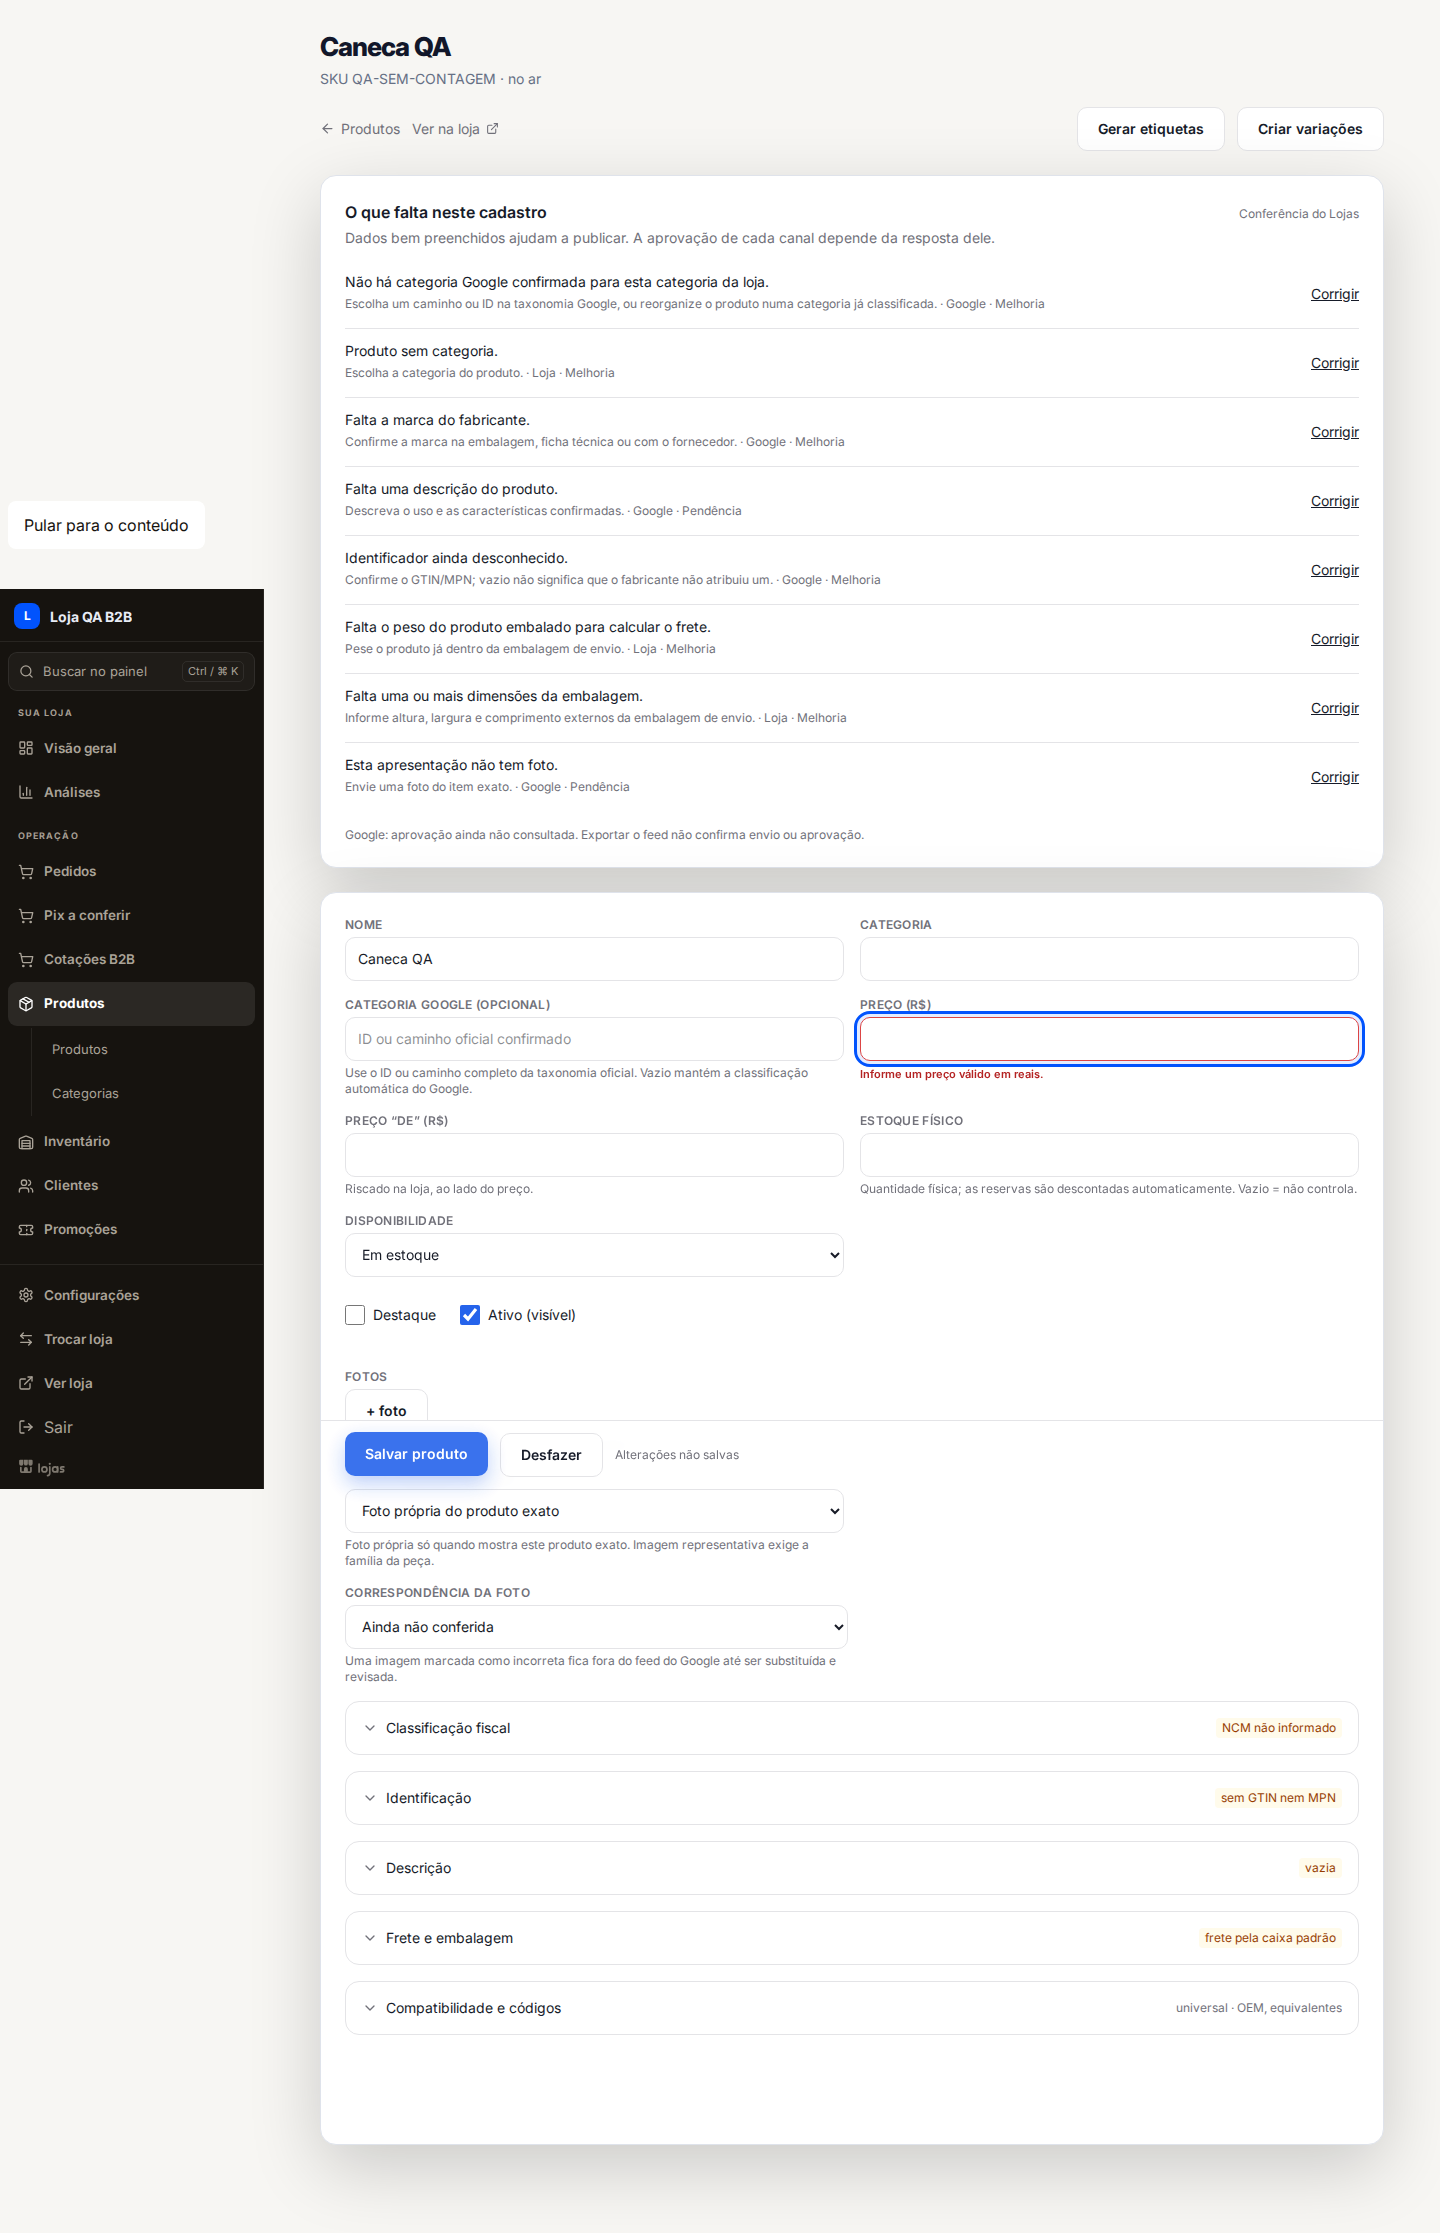 Caneca QA
SKU QA-SEM-CONTAGEM · no ar
Produtos
Ver na loja
Gerar etiquetas
Criar variações
O que falta neste cadastro
Conferência do Lojas
Dados bem preenchidos ajudam a publicar. A aprovação de cada canal depende da resposta dele.
Não há categoria Google confirmada para esta categoria da loja.
Escolha um caminho ou ID na taxonomia Google, ou reorganize o produto numa categoria já classificada. · Google · Melhoria
Corrigir
Produto sem categoria.
Escolha a categoria do produto. · Loja · Melhoria
Corrigir
Falta a marca do fabricante.
Confirme a marca na embalagem, ficha técnica ou com o fornecedor. · Google · Melhoria
Corrigir
Falta uma descrição do produto.
Descreva o uso e as características confirmadas. · Google · Pendência
Corrigir
Identificador ainda desconhecido.
Confirme o GTIN/MPN; vazio não significa que o fabricante não atribuiu um. · Google · Melhoria
Corrigir
Falta o peso do produto embalado para calcular o frete.
Pese o produto já dentro da embalagem de envio. · Loja · Melhoria
Corrigir
Falta uma ou mais dimensões da embalagem.
Informe altura, largura e comprimento externos da embalagem de envio. · Loja · Melhoria
Corrigir
Esta apresentação não tem foto.
Envie uma foto do item exato. · Google · Pendência
Corrigir
Google: aprovação ainda não consultada. Exportar o feed não confirma envio ou aprovação.
Pular para o conteúdo
L
Loja QA B2B
Buscar no painel
Ctrl / ⌘ K
SUA LOJA
Visão geral
Análises
OPERAÇÃO
Pedidos
Pix a conferir
Cotações B2B
Produtos
Produtos
Categorias
Inventário
Clientes
Promoções
Configurações
Trocar loja
Ver loja
Sair
lojas
NOME
Caneca QA
CATEGORIA
CATEGORIA GOOGLE (OPCIONAL)
ID ou caminho oficial confirmado
Use o ID ou caminho completo da taxonomia oficial. Vazio mantém a classificação
automática do Google.
PREÇO (R$)
Informe um preço válido em reais.
PREÇO “DE” (R$)
Riscado na loja, ao lado do preço.
ESTOQUE FÍSICO
Quantidade física; as reservas são descontadas automaticamente. Vazio = não controla.
DISPONIBILIDADE
Em estoque
Destaque
Ativo (visível)
FOTOS
+ foto
Salvar produto
Desfazer
Alterações não salvas
Foto própria do produto exato
Foto própria só quando mostra este produto exato. Imagem representativa exige a
família da peça.
CORRESPONDÊNCIA DA FOTO
Ainda não conferida
Uma imagem marcada como incorreta fica fora do feed do Google até ser substituída e
revisada.
Classificação fiscal
NCM não informado
Identificação
sem GTIN nem MPN
Descrição
vazia
Frete e embalagem
frete pela caixa padrão
Compatibilidade e códigos
universal · OEM, equivalentes